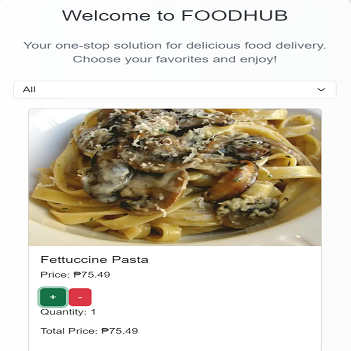 Welcome to FOODHUB
Your one-stop solution for delicious food delivery.
Choose your favorites and enjoy!
All
Fettuccine Pasta
Price: ₱75.49
+ -
Quantity: 1
Total Price: ₱75.49